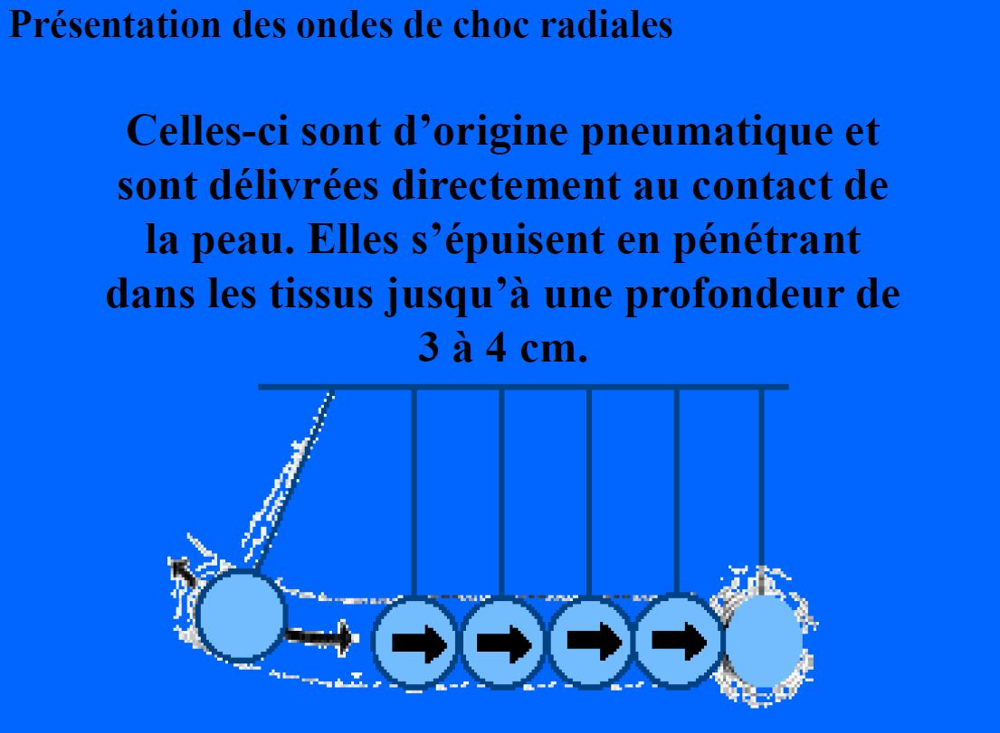 Présentation des ondes de choc radiales
Celles-ci sont d’origine pneumatique et
sont délivrées directement au contact de
la peau. Elles s’épuisent en pénétrant
dans les tissus jusqu’à une profondeur de
3 à 4 cm.